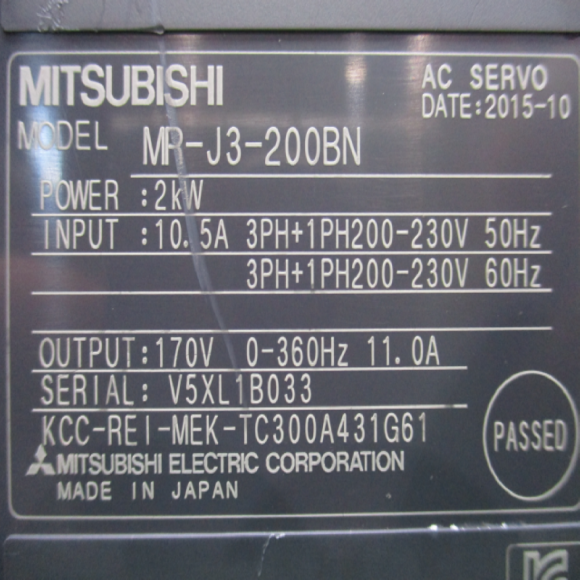 MITSUBISHI AC SERVO
DATE:2015-10
MODEL MR-J3-200BN
POWER :2kW
INPUT :10.5A 3PH+1PH200-230V 50Hz
3PH+1PH200-230V 60Hz
OUTPUT:170V 0-360Hz 11.0A
SERIAL: V5XL1B033
KCC-REI-MEK-TC300A431G61
PASSED
MITSUBISHI ELECTRIC CORPORATION
MADE IN JAPAN